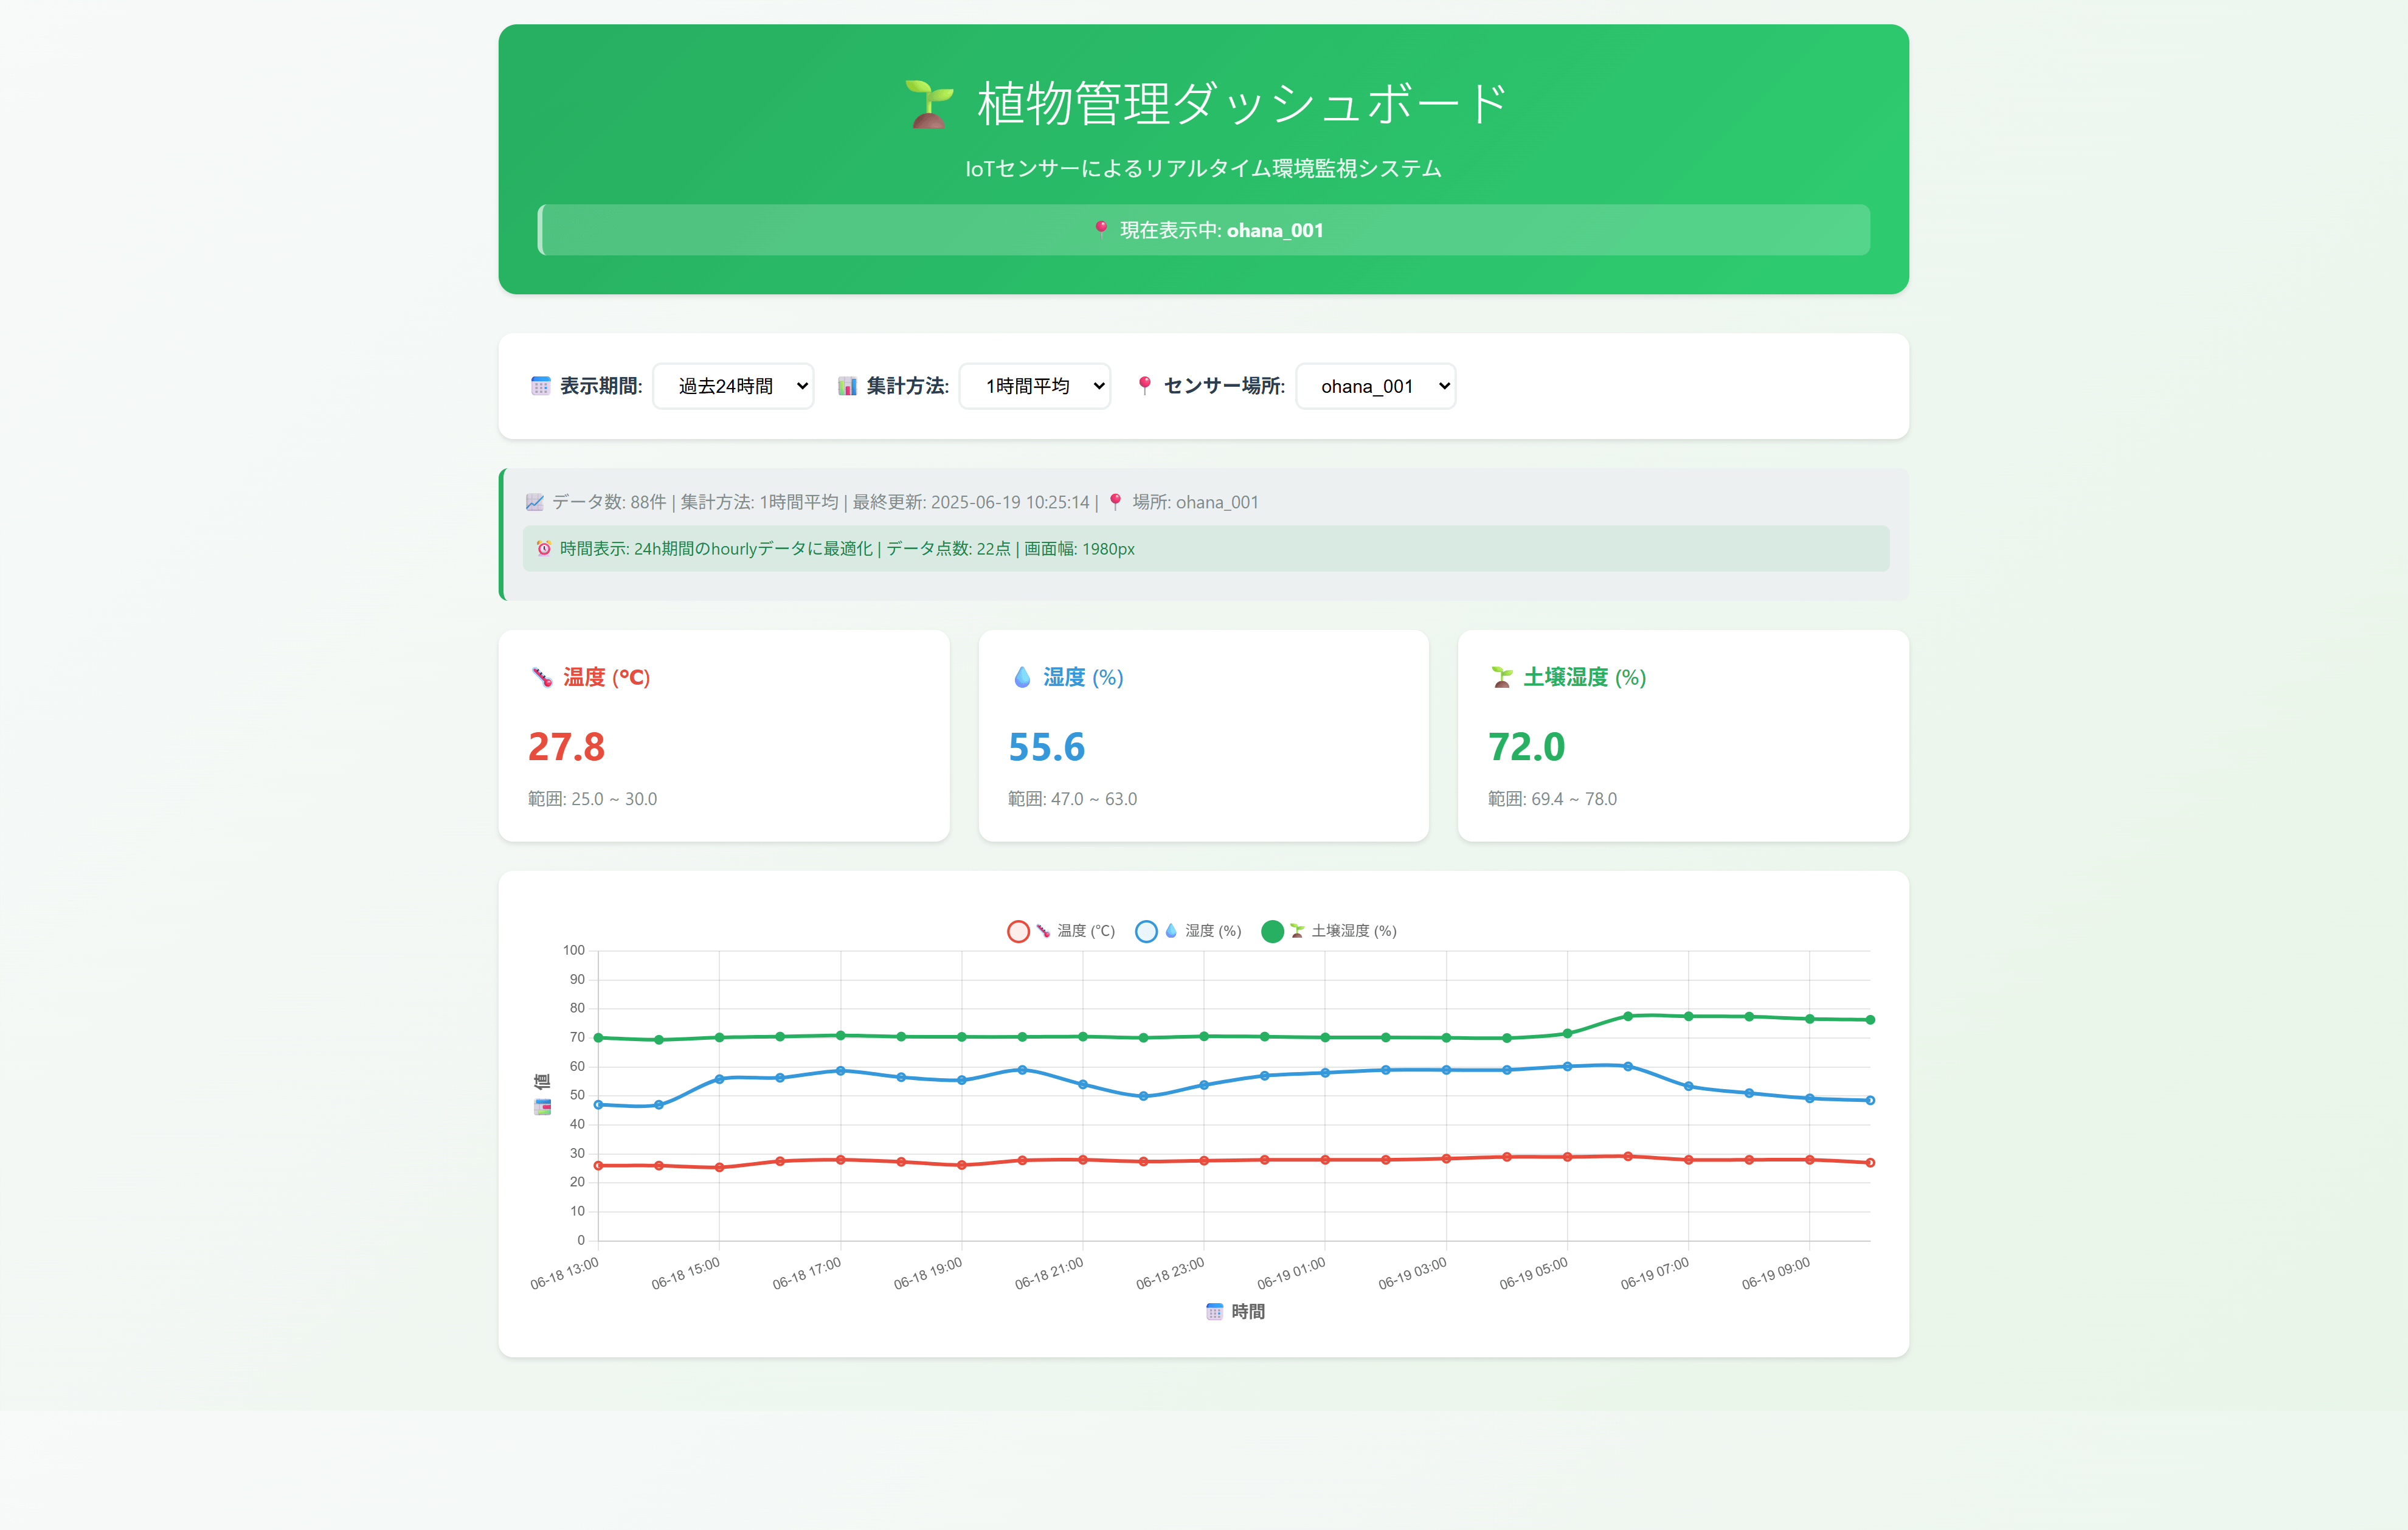 🌱 植物管理ダッシュボード
IoTセンサーによるリアルタイム環境監視システム
📍 現在表示中: ohana_001
🗓️ 表示期間: 過去24時間 📊 集計方法: 1時間平均 📍 センサー場所: ohana_001
📈 データ数: 88件 | 集計方法: 1時間平均 | 最終更新: 2025-06-19 10:25:14 | 📍 場所: ohana_001
⏰ 時間表示: 24h期間のhourlyデータに最適化 | データ点数: 22点 | 画面幅: 1980px
🌡️ 温度 (℃)
27.8
範囲: 25.0 ~ 30.0
💧 湿度 (%)
55.6
範囲: 47.0 ~ 63.0
🌱 土壌湿度 (%)
72.0
範囲: 69.4 ~ 78.0
🌡️ 温度 (℃) 💧 湿度 (%) 🌱 土壌湿度 (%)
100
90
80
70
60
50
40
30
20
10
0
📊 値
06-18 13:00 06-18 15:00 06-18 17:00 06-18 19:00 06-18 21:00 06-18 23:00 06-19 01:00 06-19 03:00 06-19 05:00 06-19 07:00 06-19 09:00
🗓️ 時間